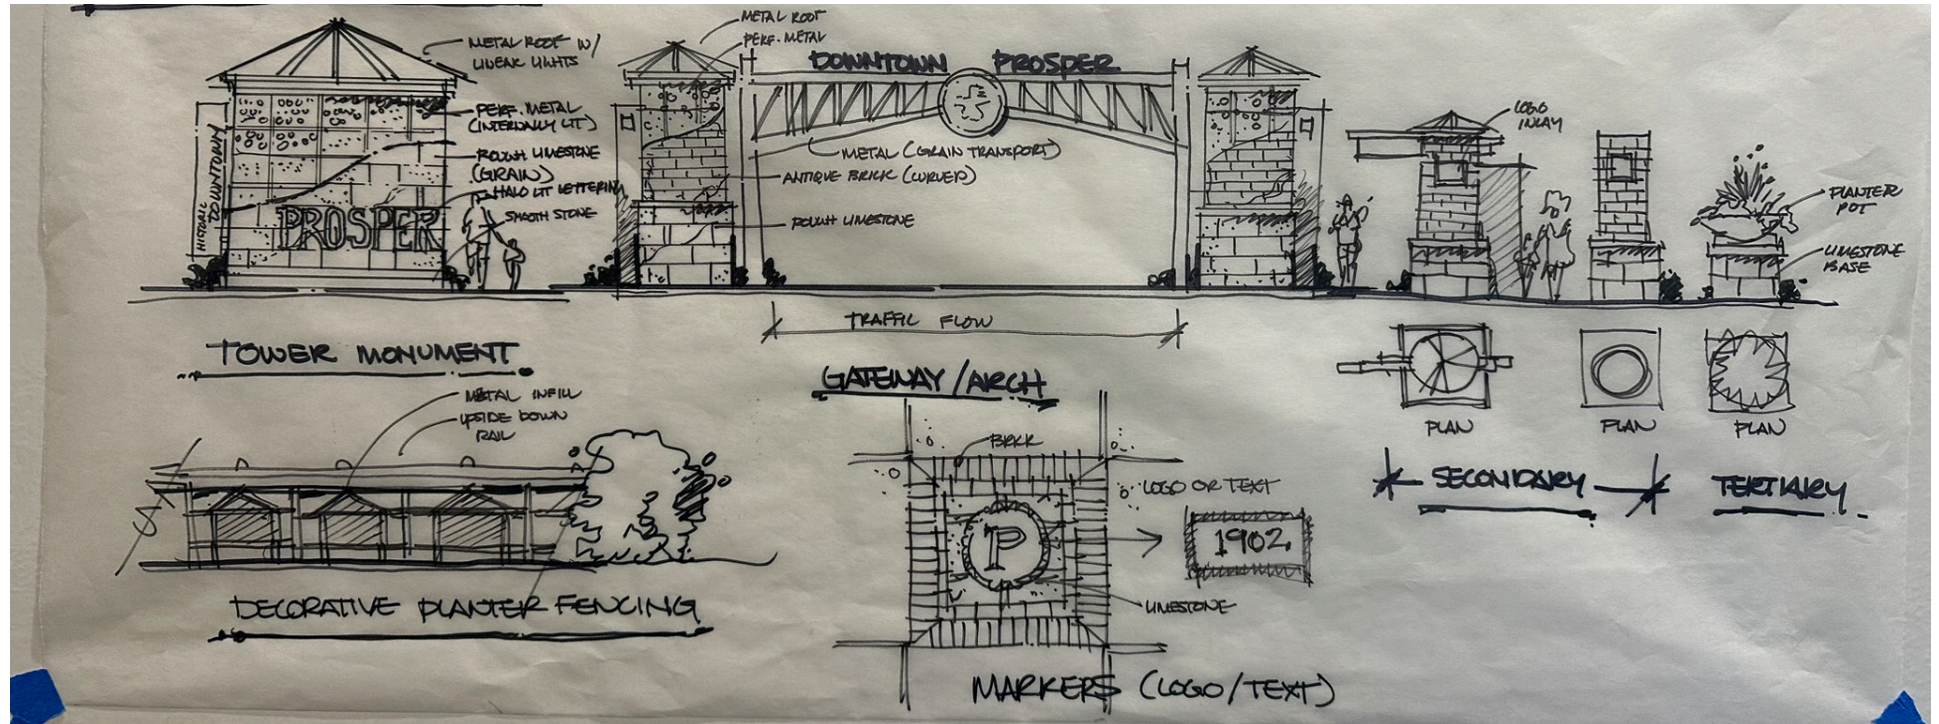 METAL ROOF W/
LINEAR LIGHTS
PERF. METAL
(INTERNALLY LIT)
ROUGH LIMESTONE
(GRAIN)
HALO LIT LETTERING
SMOOTH STONE
HISTORIC
DOWNTOWN
PROSPER
TOWER MONUMENT
METAL ROOF
PERF. METAL
DOWNTOWN PROSPER
METAL (GRAIN TRANSPORT)
ANTIQUE BRICK (CURVED)
ROUGH LIMESTONE
TRAFFIC FLOW
GATEWAY/ARCH
LOGO
INLAY
PLANTER
POT
LIMESTONE
BASE
PLAN
PLAN
PLAN
SECONDARY
TERTIARY
METAL INFILL
UPSIDE DOWN
RAIL
DECORATIVE PLANTER FENCING
BRICK
P
LOGO OR TEXT
1902
LIMESTONE
MARKERS (LOGO/TEXT)